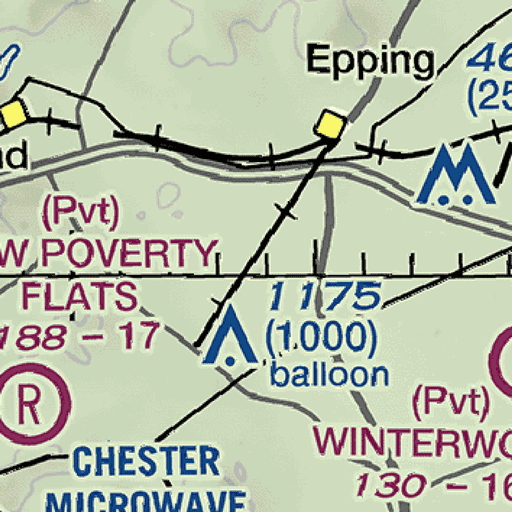 Epping
46
(25
nd
(Pvt)
W POVERTY
FLATS
188 - 17
1175
(1000)
balloon
R
(Pvt)
WINTERWO
130 - 16
CHESTER
MICROWAVE